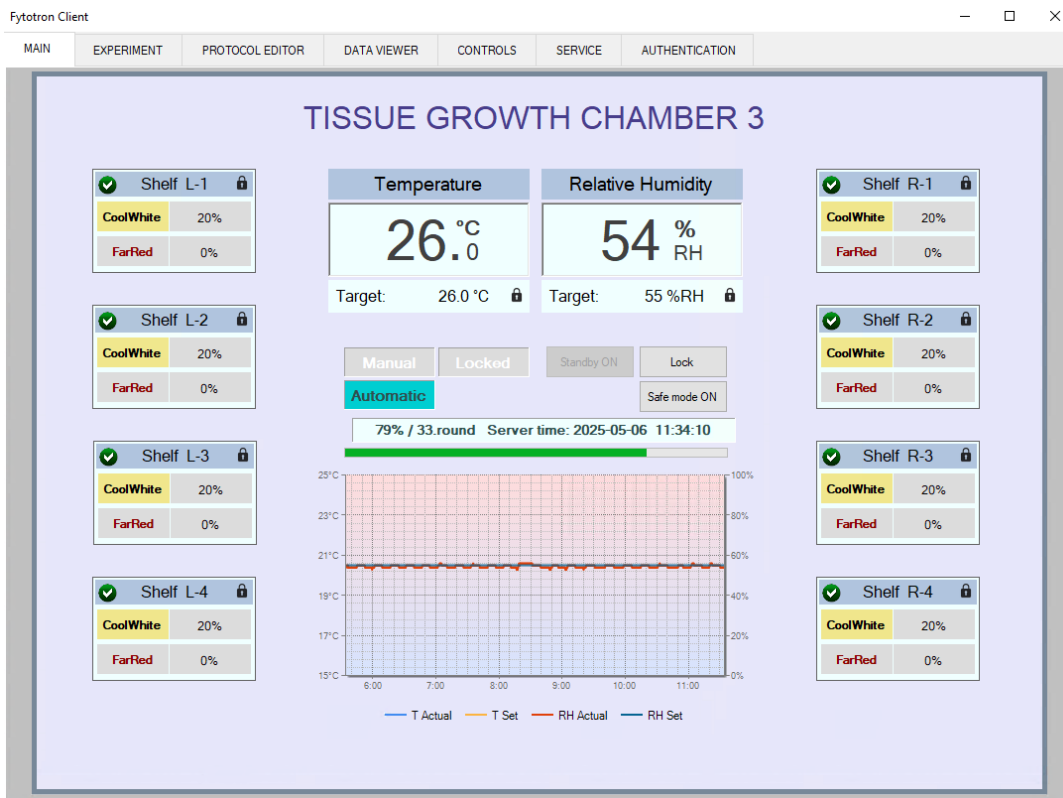 Fytotron Client
MAIN EXPERIMENT PROTOCOL EDITOR DATA VIEWER CONTROLS SERVICE AUTHENTICATION
TISSUE GROWTH CHAMBER 3
Shelf L-1
CoolWhite 20%
FarRed 0%
Shelf L-2
CoolWhite 20%
FarRed 0%
Shelf L-3
CoolWhite 20%
FarRed 0%
Shelf L-4
CoolWhite 20%
FarRed 0%
Temperature
26.0 °C
Target: 26.0 °C
Relative Humidity
54 % RH
Target: 55 %RH
Manual Locked Standby ON Lock
Automatic Safe mode ON
79% / 33.round Server time: 2025-05-06 11:34:10
25°C 100%
23°C 80%
21°C 60%
19°C 40%
17°C 20%
15°C 0%
6:00 7:00 8:00 9:00 10:00 11:00
T Actual T Set RH Actual RH Set
Shelf R-1
CoolWhite 20%
FarRed 0%
Shelf R-2
CoolWhite 20%
FarRed 0%
Shelf R-3
CoolWhite 20%
FarRed 0%
Shelf R-4
CoolWhite 20%
FarRed 0%